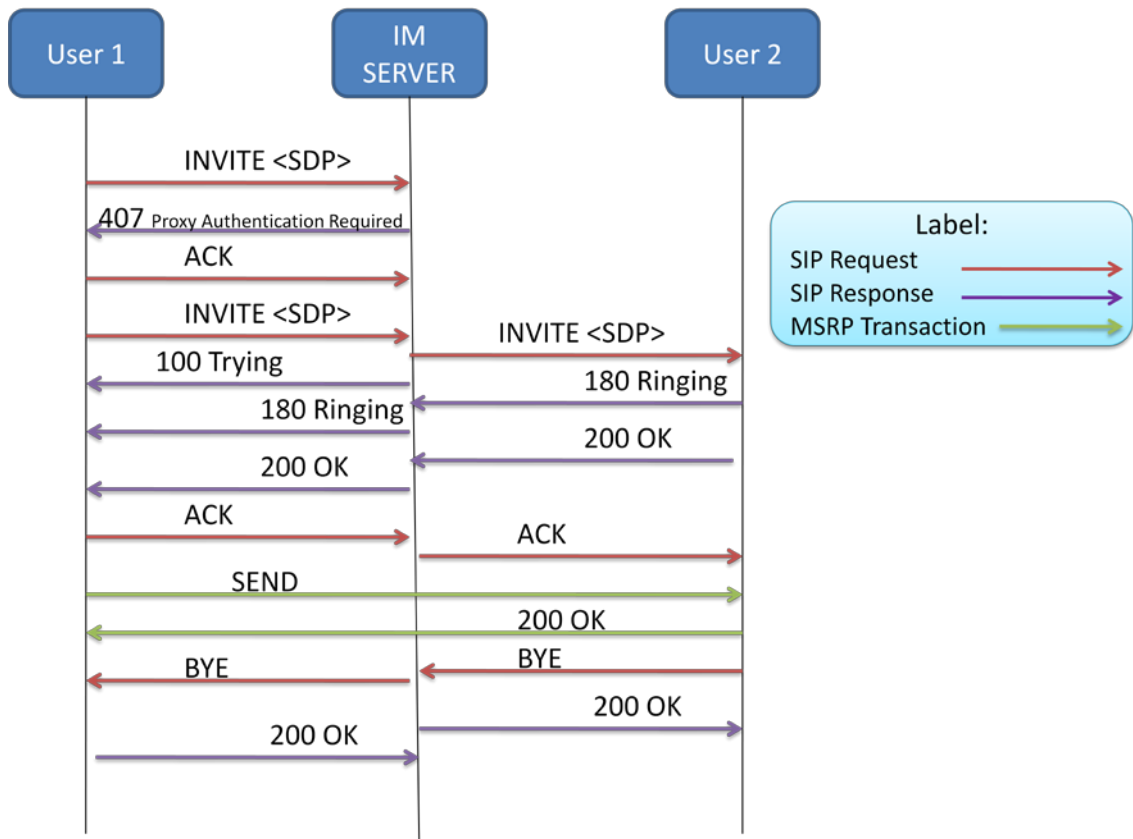 User 1
IM
SERVER
User 2
INVITE <SDP>
407 Proxy Authentication Required
ACK
INVITE <SDP>
INVITE <SDP>
100 Trying
180 Ringing
180 Ringing
200 OK
200 OK
ACK
ACK
SEND
200 OK
BYE
BYE
200 OK
200 OK
Label:
SIP Request
SIP Response
MSRP Transaction